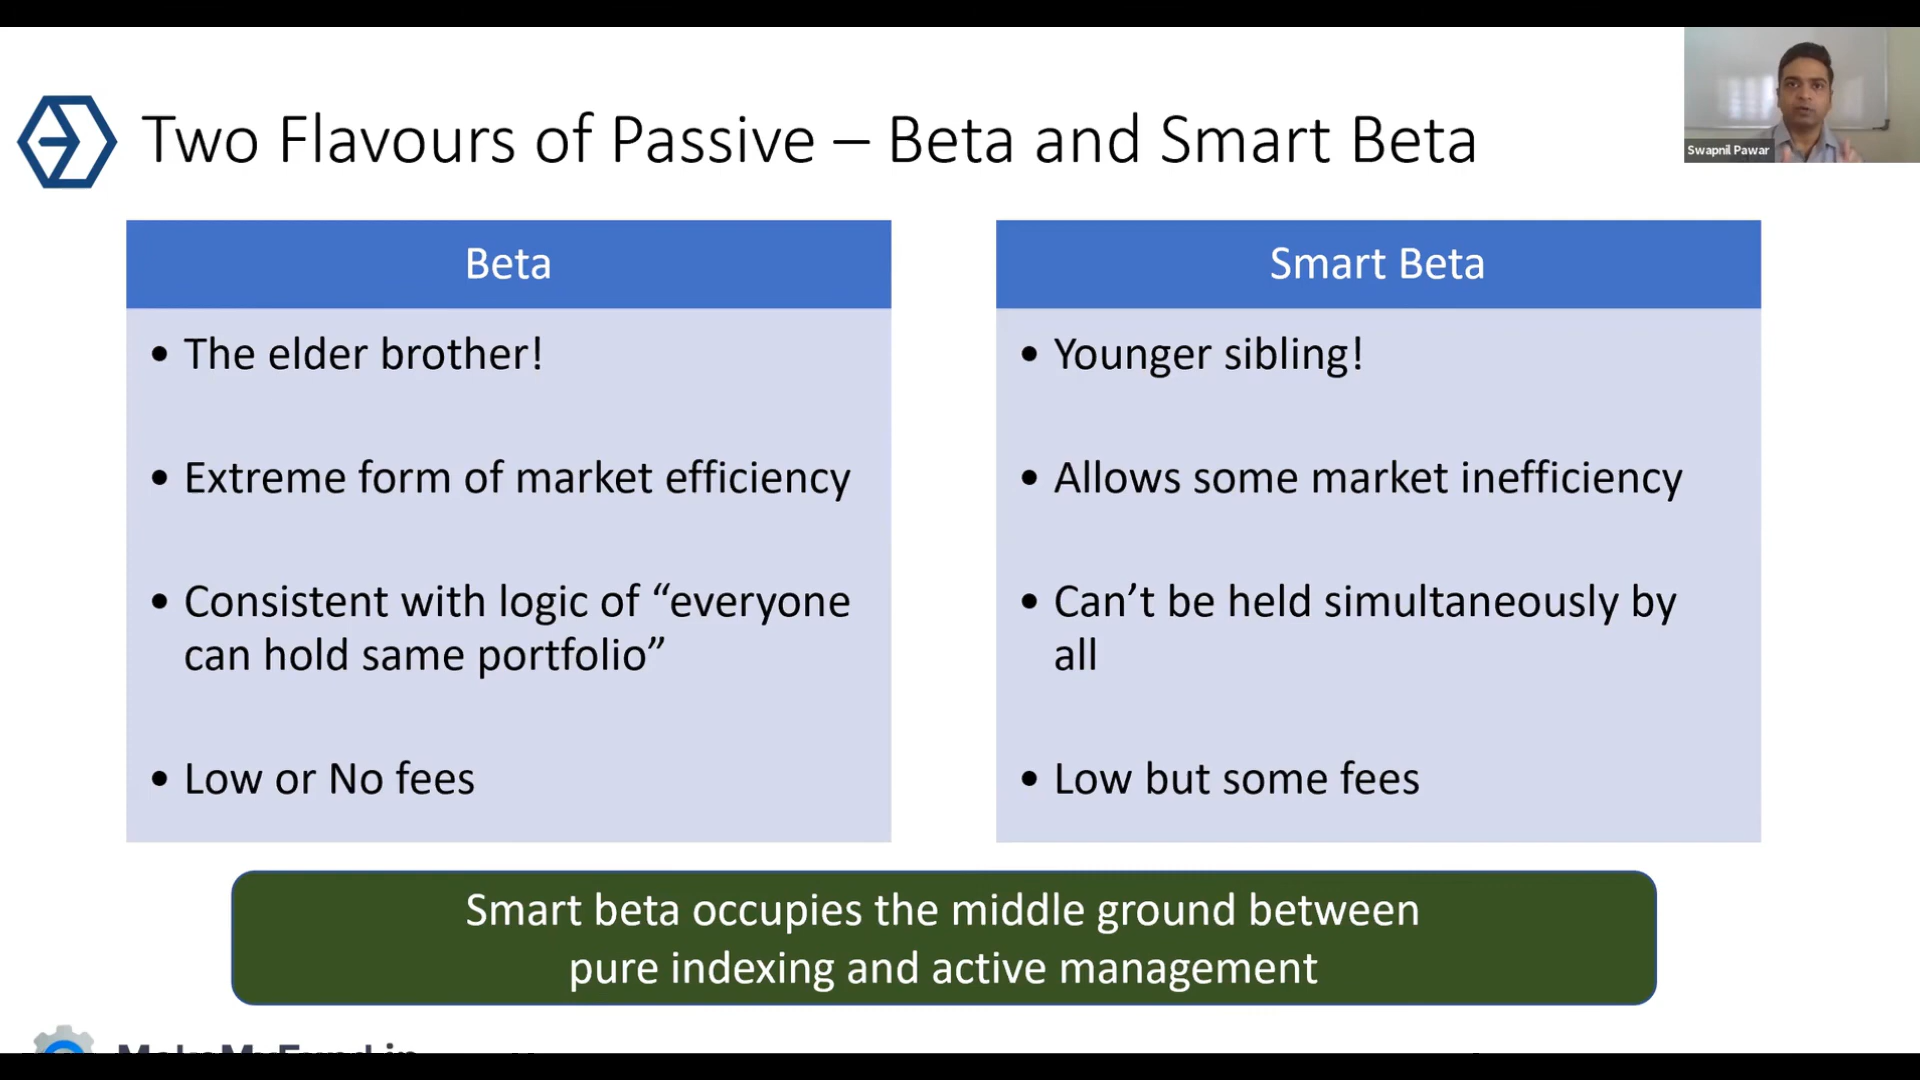 Two Flavours of Passive – Beta and Smart Beta
Swapnil Pawar
Beta
• The elder brother!
• Extreme form of market efficiency
• Consistent with logic of “everyone
can hold same portfolio”
• Low or No fees
Smart Beta
• Younger sibling!
• Allows some market inefficiency
• Can’t be held simultaneously by
all
• Low but some fees
Smart beta occupies the middle ground between
pure indexing and active management